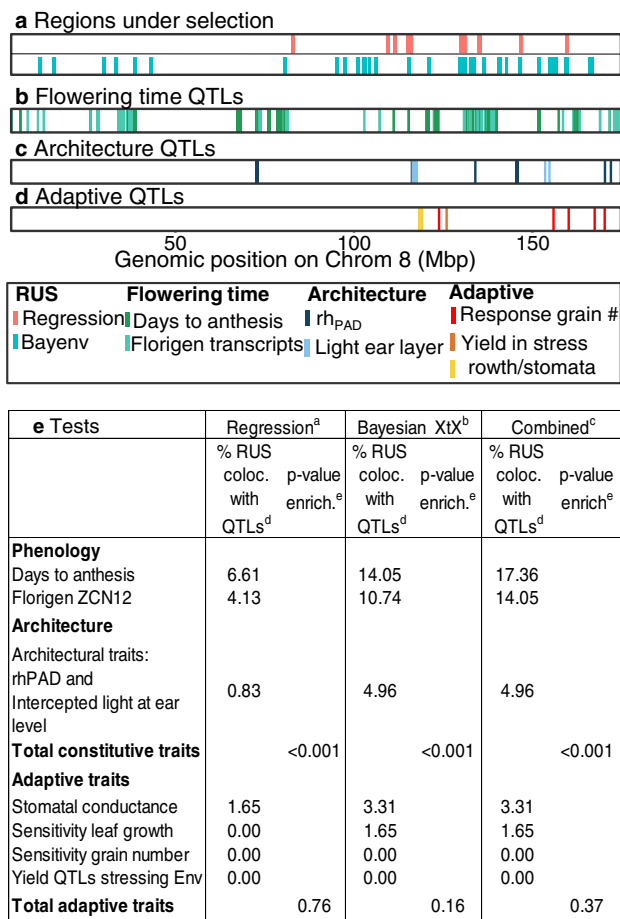 a Regions under selection
b Flowering time QTLs
c Architecture QTLs
d Adaptive QTLs
50 100 150
Genomic position on Chrom 8 (Mbp)
RUS Flowering time Architecture Adaptive
Regression Days to anthesis rhPAD Response grain #
Bayenv Florigen transcripts Light ear layer Yield in stress
rowth/stomata
e Tests Regressionᵃ Bayesian XtXᵇ Combinedᶜ
% RUS coloc. with QTLsᵈ p-value enrich.ᵉ % RUS coloc. with QTLsᵈ p-value enrich.ᵉ % RUS coloc. with QTLsᵈ p-value enrichᵉ
Phenology
Days to anthesis 6.61 14.05 17.36
Florigen ZCN12 4.13 10.74 14.05
Architecture
Architectural traits:
rhPAD and
Intercepted light at ear
level 0.83 4.96 4.96
Total constitutive traits <0.001 <0.001 <0.001
Adaptive traits
Stomatal conductance 1.65 3.31 3.31
Sensitivity leaf growth 0.00 1.65 1.65
Sensitivity grain number 0.00 0.00 0.00
Yield QTLs stressing Env 0.00 0.00 0.00
Total adaptive traits 0.76 0.16 0.37